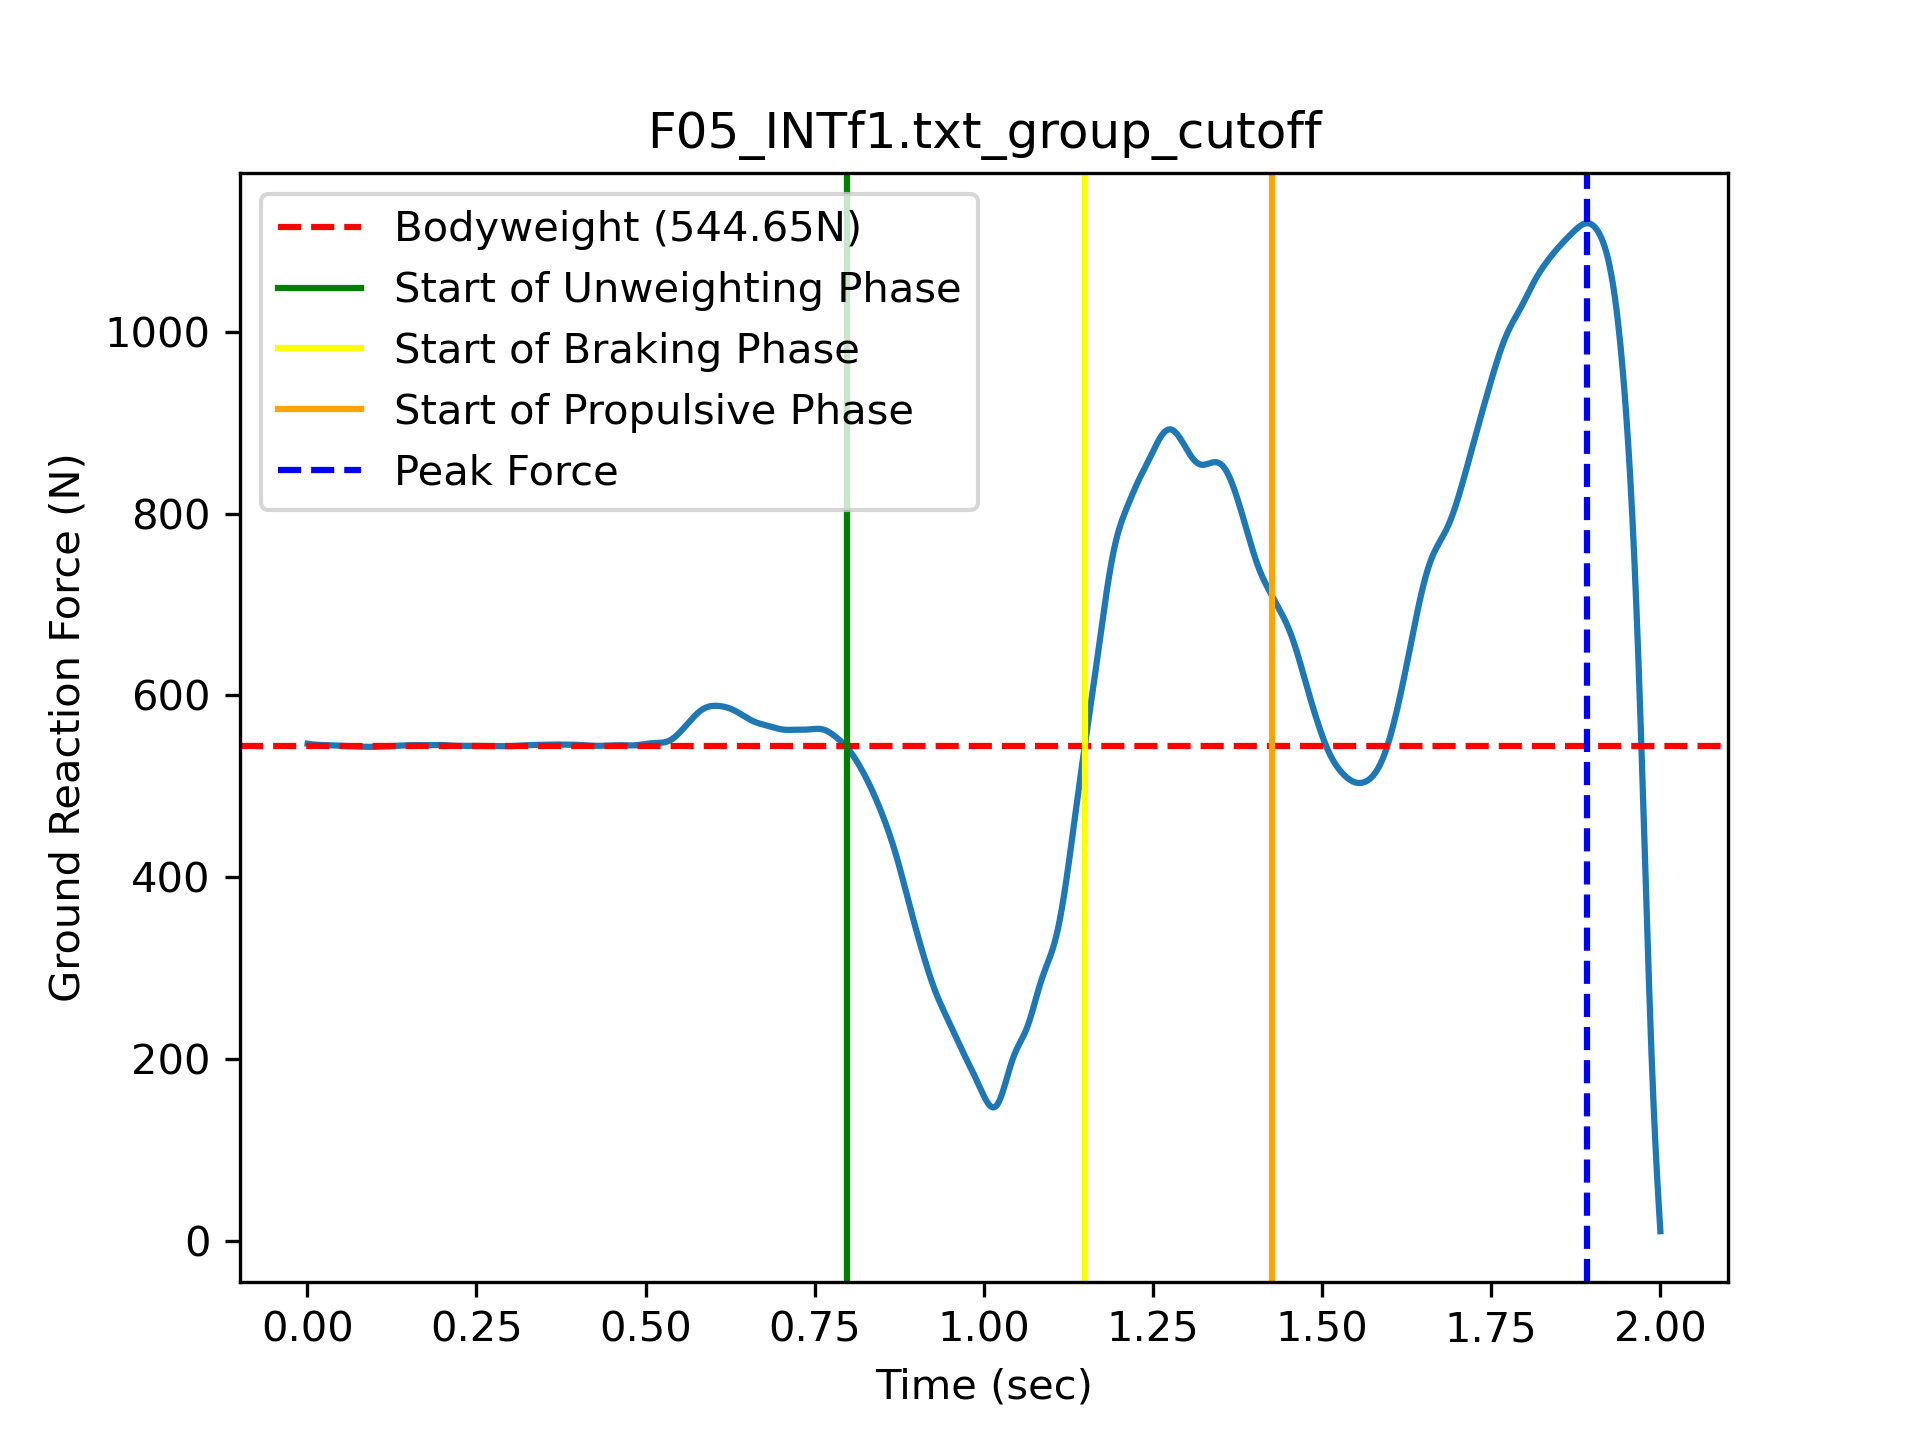 F05_INTf1.txt_group_cutoff
Bodyweight (544.65N)
Start of Unweighting Phase
Start of Braking Phase
Start of Propulsive Phase
Peak Force
Ground Reaction Force (N)
1000
800
600
400
200
0
0.00 0.25 0.50 0.75 1.00 1.25 1.50 1.75 2.00
Time (sec)